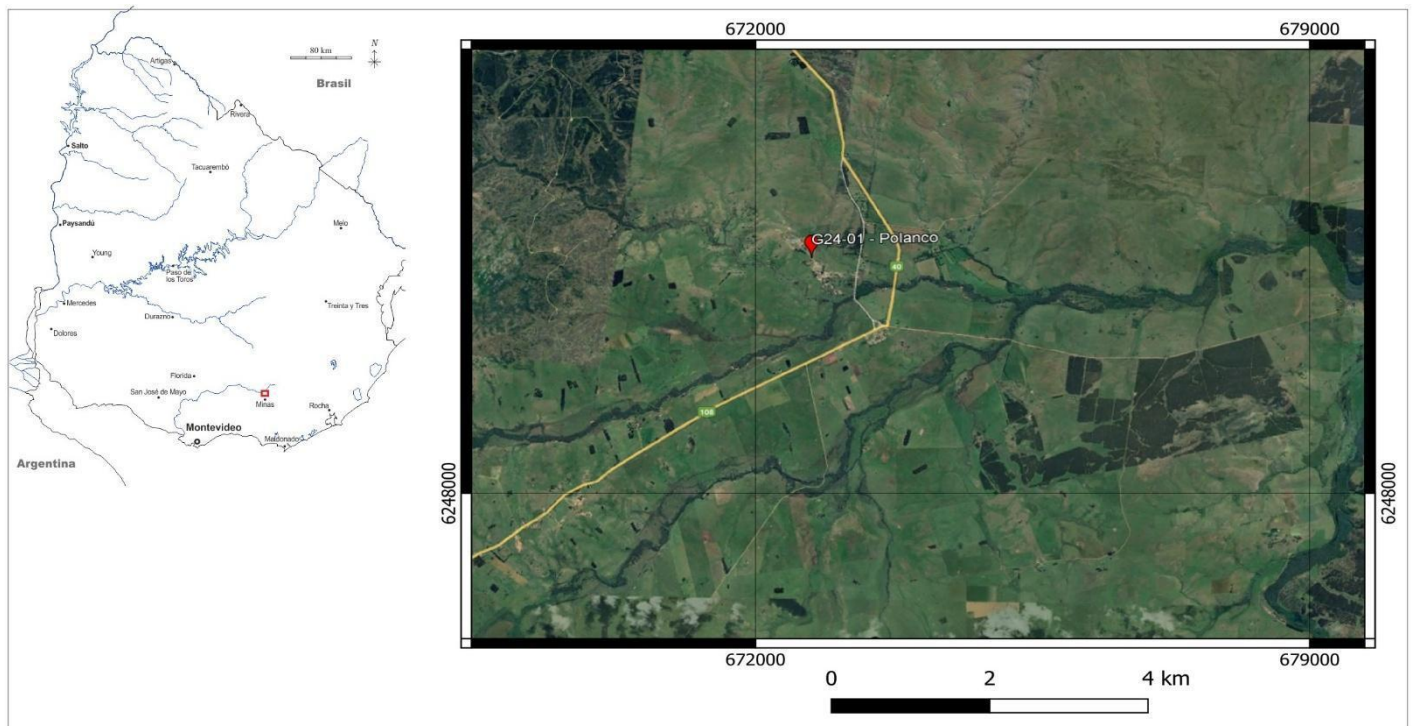 80 km
N
Brasil
Artigas
Rivera
Salto
Tacuarembó
Paysandú
Melo
Young
Paso de
los Toros
Mercedes
Treinta y Tres
Durazno
Dolores
Florida
San José de Mayo
Minas
Rocha
Montevideo
Maldonado
Argentina
672000
679000
G24-01 - Polanco
40
108
6248000
6248000
672000
679000
0
2
4 km